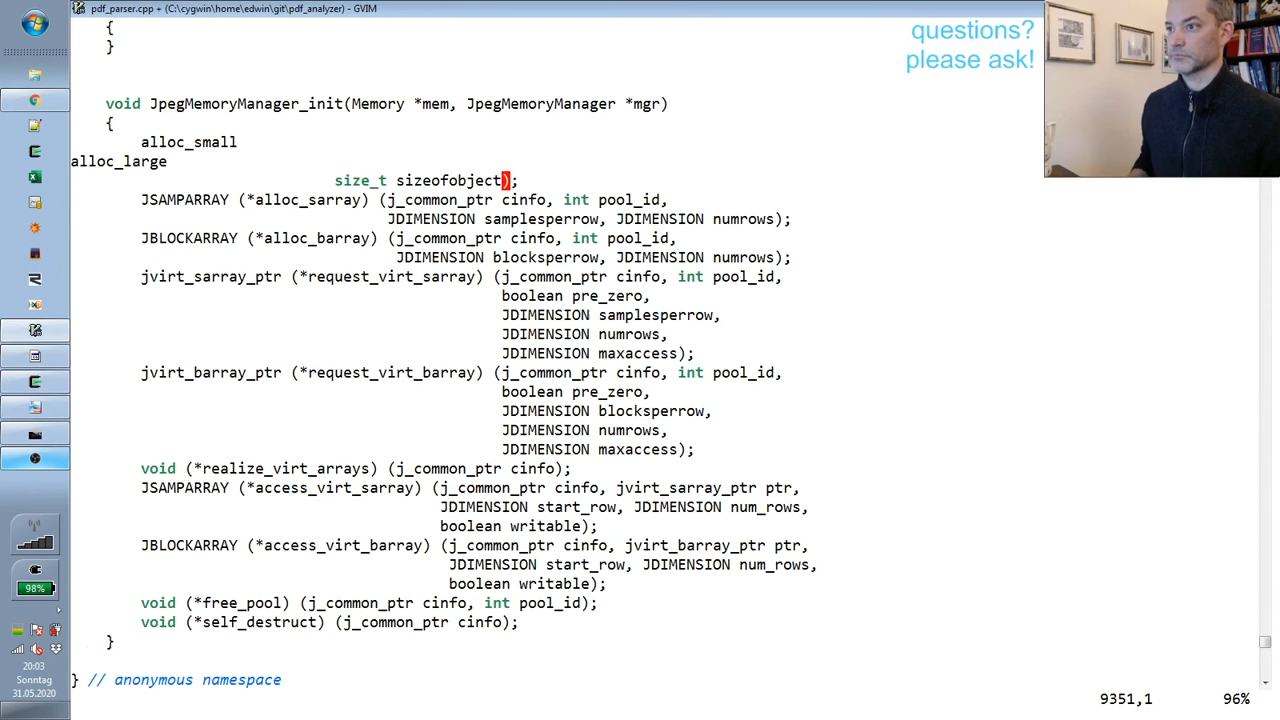 pdf_parser.cpp + (C:\cygwin\home\edwin\git\pdf_analyzer) - GVIM
questions?
please ask!
{
}
void JpegMemoryManager_init(Memory *mem, JpegMemoryManager *mgr)
{
alloc_small
alloc_large
size_t sizeofobject);
JSAMPARRAY (*alloc_sarray) (j_common_ptr cinfo, int pool_id,
JDIMENSION samplesperrow, JDIMENSION numrows);
JBLOCKARRAY (*alloc_barray) (j_common_ptr cinfo, int pool_id,
JDIMENSION blocksperrow, JDIMENSION numrows);
jvirt_sarray_ptr (*request_virt_sarray) (j_common_ptr cinfo, int pool_id,
boolean pre_zero,
JDIMENSION samplesperrow,
JDIMENSION numrows,
JDIMENSION maxaccess);
jvirt_barray_ptr (*request_virt_barray) (j_common_ptr cinfo, int pool_id,
boolean pre_zero,
JDIMENSION blocksperrow,
JDIMENSION numrows,
JDIMENSION maxaccess);
void (*realize_virt_arrays) (j_common_ptr cinfo);
JSAMPARRAY (*access_virt_sarray) (j_common_ptr cinfo, jvirt_sarray_ptr ptr,
JDIMENSION start_row, JDIMENSION num_rows,
boolean writable);
JBLOCKARRAY (*access_virt_barray) (j_common_ptr cinfo, jvirt_barray_ptr ptr,
JDIMENSION start_row, JDIMENSION num_rows,
boolean writable);
void (*free_pool) (j_common_ptr cinfo, int pool_id);
void (*self_destruct) (j_common_ptr cinfo);
}
} // anonymous namespace
9351,1 96%
98%
20:03
Sonntag
31.05.2020